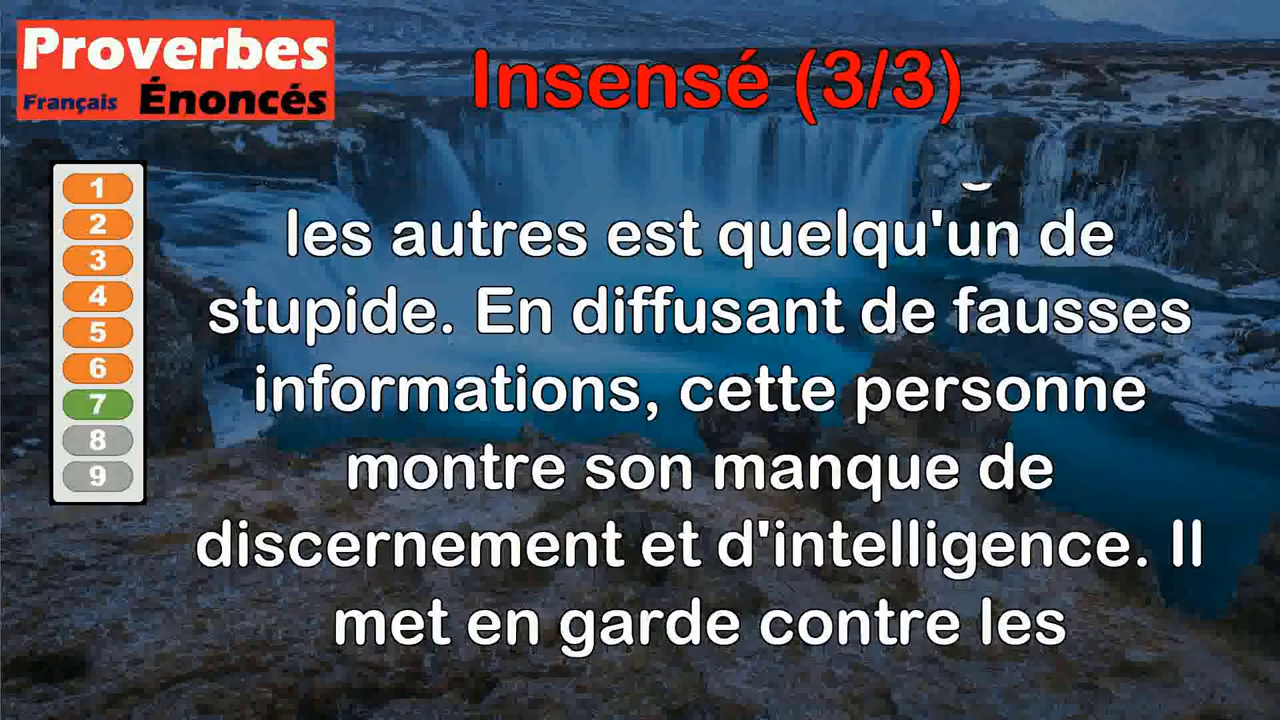 Proverbes
Français Énoncés
Insensé (3/3)
1
2
3
4
5
6
7
8
9
les autres est quelqu'un de
stupide. En diffusant de fausses
informations, cette personne
montre son manque de
discernement et d'intelligence. Il
met en garde contre les